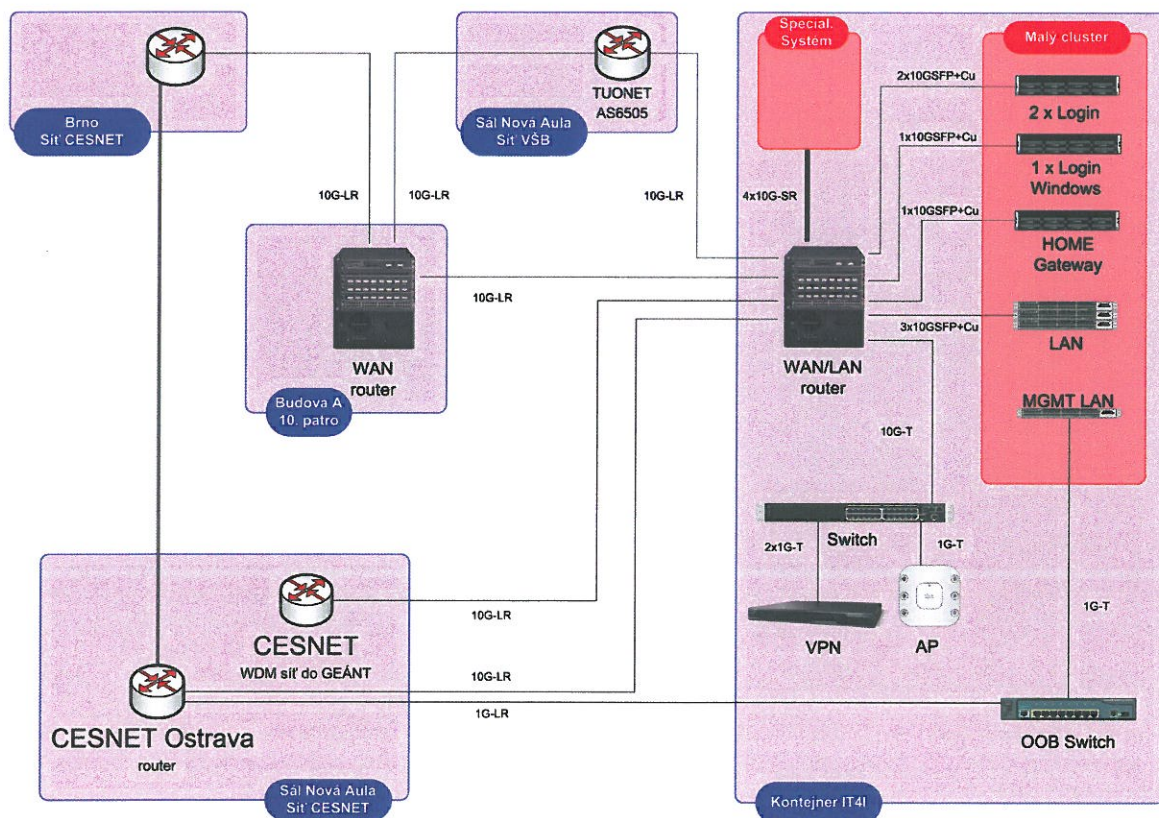 Brno
Síť CESNET
TUONET
AS6505
Sál Nová Aula
Síť VŠB
Special.
Systém
Malý cluster
2x10GSFP+Cu
2 x Login
1x10GSFP+Cu
1 x Login
Windows
1x10GSFP+Cu
HOME
Gateway
10G-LR
10G-LR
10G-LR
4x10G-SR
10G-LR
3x10GSFP+Cu
LAN
WAN
router
WAN/LAN
router
Budova A
10. patro
MGMT LAN
10G-T
Switch
2x1G-T
1G-T
VPN
AP
1G-T
10G-LR
CESNET
WDM síť do GEÁNT
10G-LR
1G-LR
CESNET Ostrava
router
OOB Switch
Sál Nová Aula
Síť CESNET
Kontejner IT4I